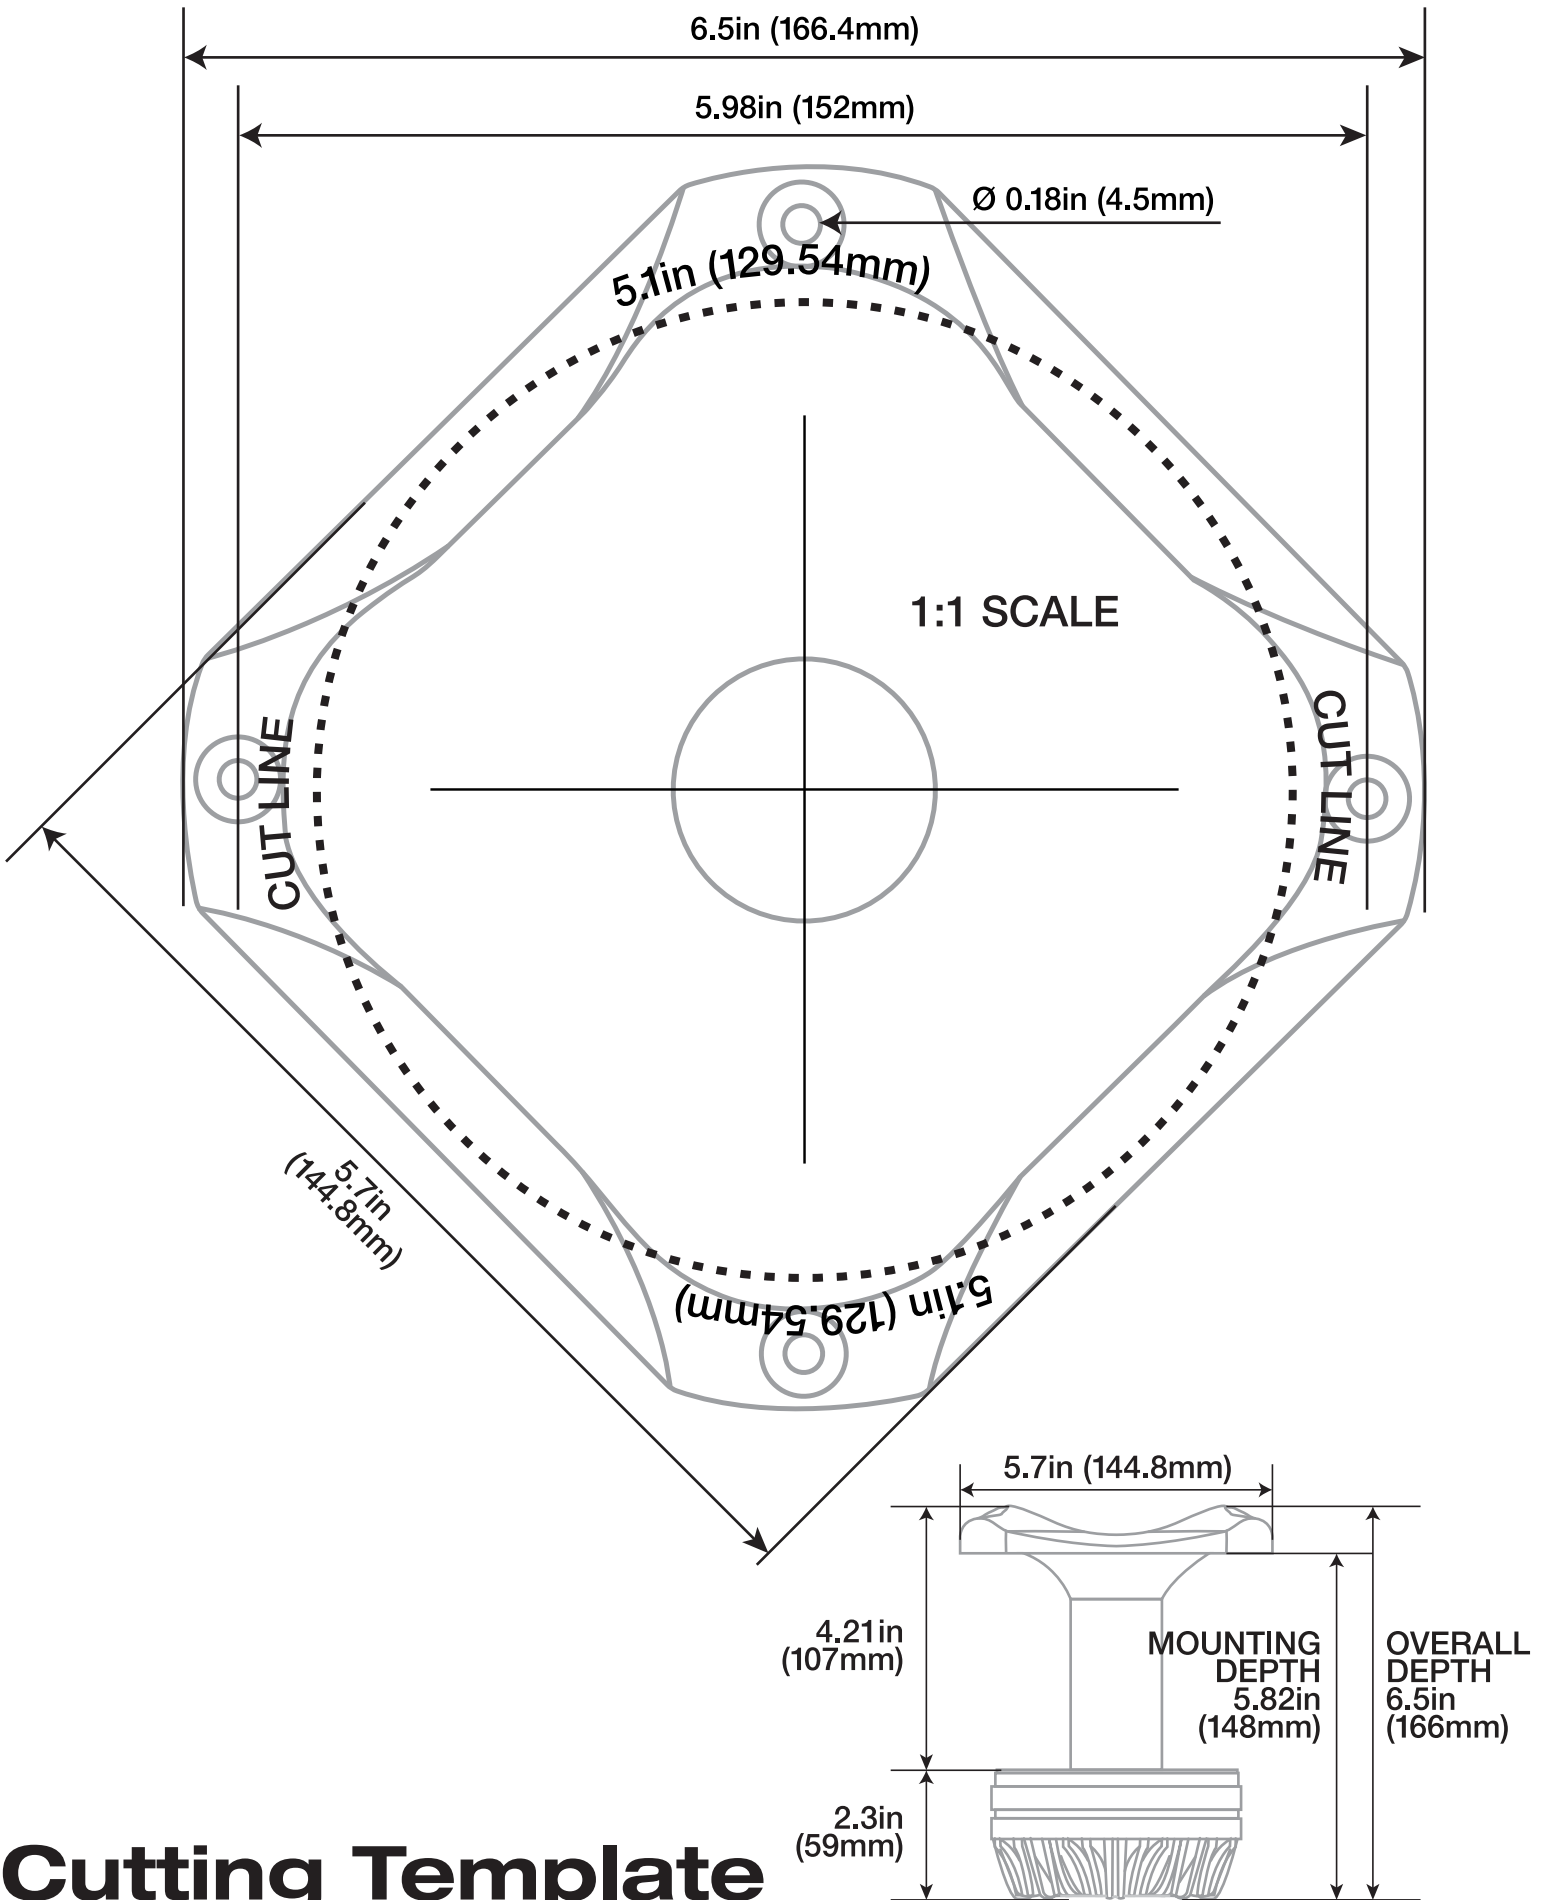 6.5in (166.4mm)
5.98in (152mm)
Ø 0.18in (4.5mm)
5.1in (129.54mm)
1:1 SCALE
CUT LINE
CUT LINE
5.7in
(144.8mm)
5.1in (129.54mm)
5.7in (144.8mm)
4.21in
(107mm)
MOUNTING
DEPTH
5.82in
(148mm)
OVERALL
DEPTH
6.5in
(166mm)
2.3in
(59mm)
Cutting Template